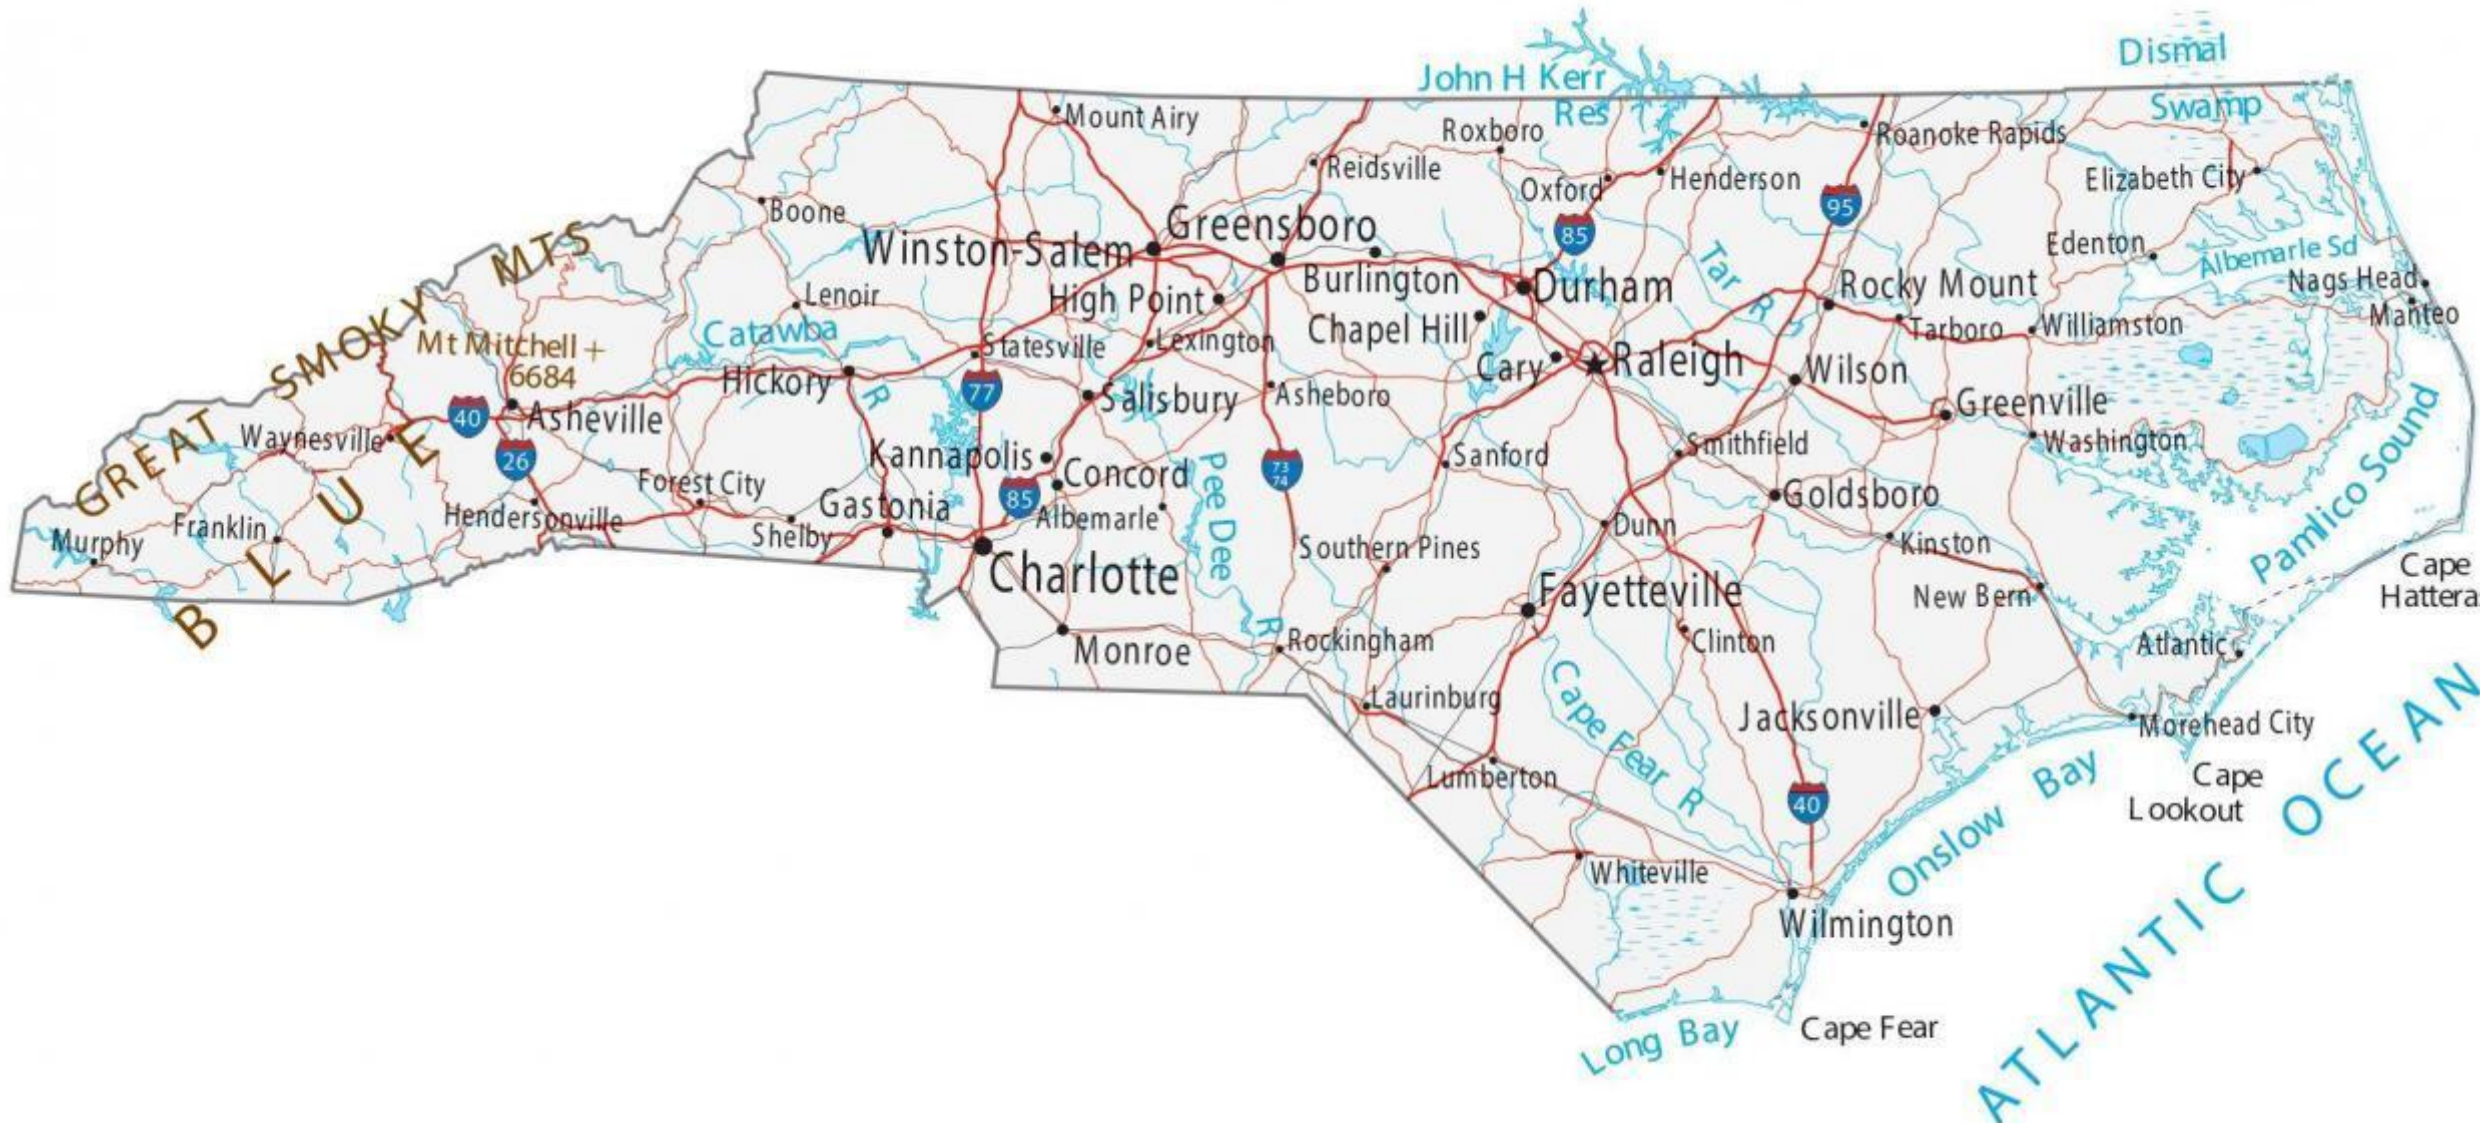 Dismal
Swamp
John H Kerr
Res
Mount Airy
Roxboro
Roanoke Rapids
Reidsville
Oxford
Henderson
Elizabeth City
95
85
Boone
Greensboro
Winston-Salem
Edenton
Albemarle Sd
Nags Head
Manteo
GREAT SMOKY MTS
Tar R
Lenoir
High Point
Burlington
Durham
Rocky Mount
Tarboro
Williamston
Catawba
R
Mt Mitchell +
6684
Statesville
Lexington
Chapel Hill
Cary
Raleigh
Wilson
Hickory
77
Salisbury
Asheboro
Greenville
40
Asheville
Waynesville
BLUE
26
Kannapolis
Concord
73
74
Sanford
Smithfield
Washington
Pamlico Sound
Forest City
Gastonia
85
Albemarle
Pee Dee
R
Goldsboro
Hendersonville
Shelby
Franklin
Murphy
Charlotte
Southern Pines
Dunn
Kinston
Cape
Hattera
Fayetteville
New Bern
Monroe
Rockingham
Clinton
Atlantic
Laurinburg
Cape Fear R
Jacksonville
Morehead City
Lumberton
40
Onslow Bay
Cape
Lookout
Whiteville
Wilmington
Long Bay
Cape Fear
ATLANTIC OCEAN